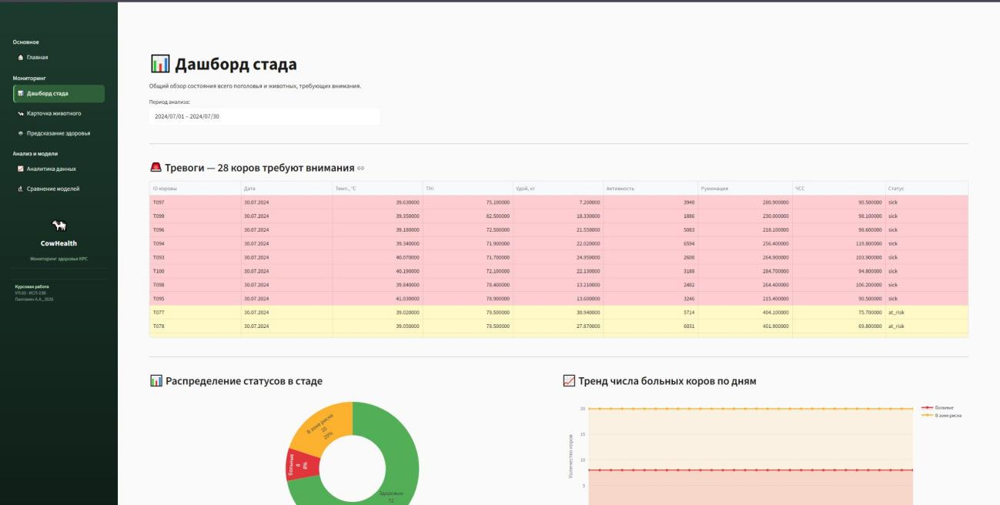 Основное
Главная
Мониторинг
Дашборд стада
Карточка животного
Предсказание здоровья
Анализ и модели
Аналитика данных
Сравнение моделей
CowHealth
Мониторинг здоровья КРС
Курсовая работа
УП.03 · ИСП-23В
А.А., 2026
Дашборд стада
Общий обзор состояния всего поголовья и животных, требующих внимания.
Период анализа:
2024/07/01 – 2024/07/30
Тревоги — 28 коров требуют внимания
ID коровы Дата Темп., °C THI Удой, кг Активность Руминация ЧСС Статус
T097 30.07.2024 39.630000 75.100000 7.200000 3948 280.900000 90.500000 sick
T099 30.07.2024 39.350000 82.500000 18.330000 1886 230.000000 98.100000 sick
T096 30.07.2024 39.180000 72.500000 21.550000 5083 218.100000 98.600000 sick
T094 30.07.2024 39.340000 71.900000 22.020000 6594 256.400000 119.800000 sick
T093 30.07.2024 40.070000 71.700000 24.950000 2608 264.900000 103.900000 sick
T100 30.07.2024 40.190000 72.100000 22.130000 3188 284.700000 94.800000 sick
T098 30.07.2024 39.840000 78.400000 13.210000 2482 264.400000 106.200000 sick
T095 30.07.2024 41.030000 78.900000 13.600000 3246 215.400000 90.500000 sick
T077 30.07.2024 39.020000 79.500000 30.940000 5714 404.100000 75.700000 at_risk
T078 30.07.2024 39.050000 78.500000 27.870000 6031 401.900000 69.800000 at_risk
Распределение статусов в стаде
В зоне риска
20
20%
Больные
8
8%
Здоровые
72
Тренд числа больных коров по дням
Количество коров
20
15
10
5
Больные
В зоне риска